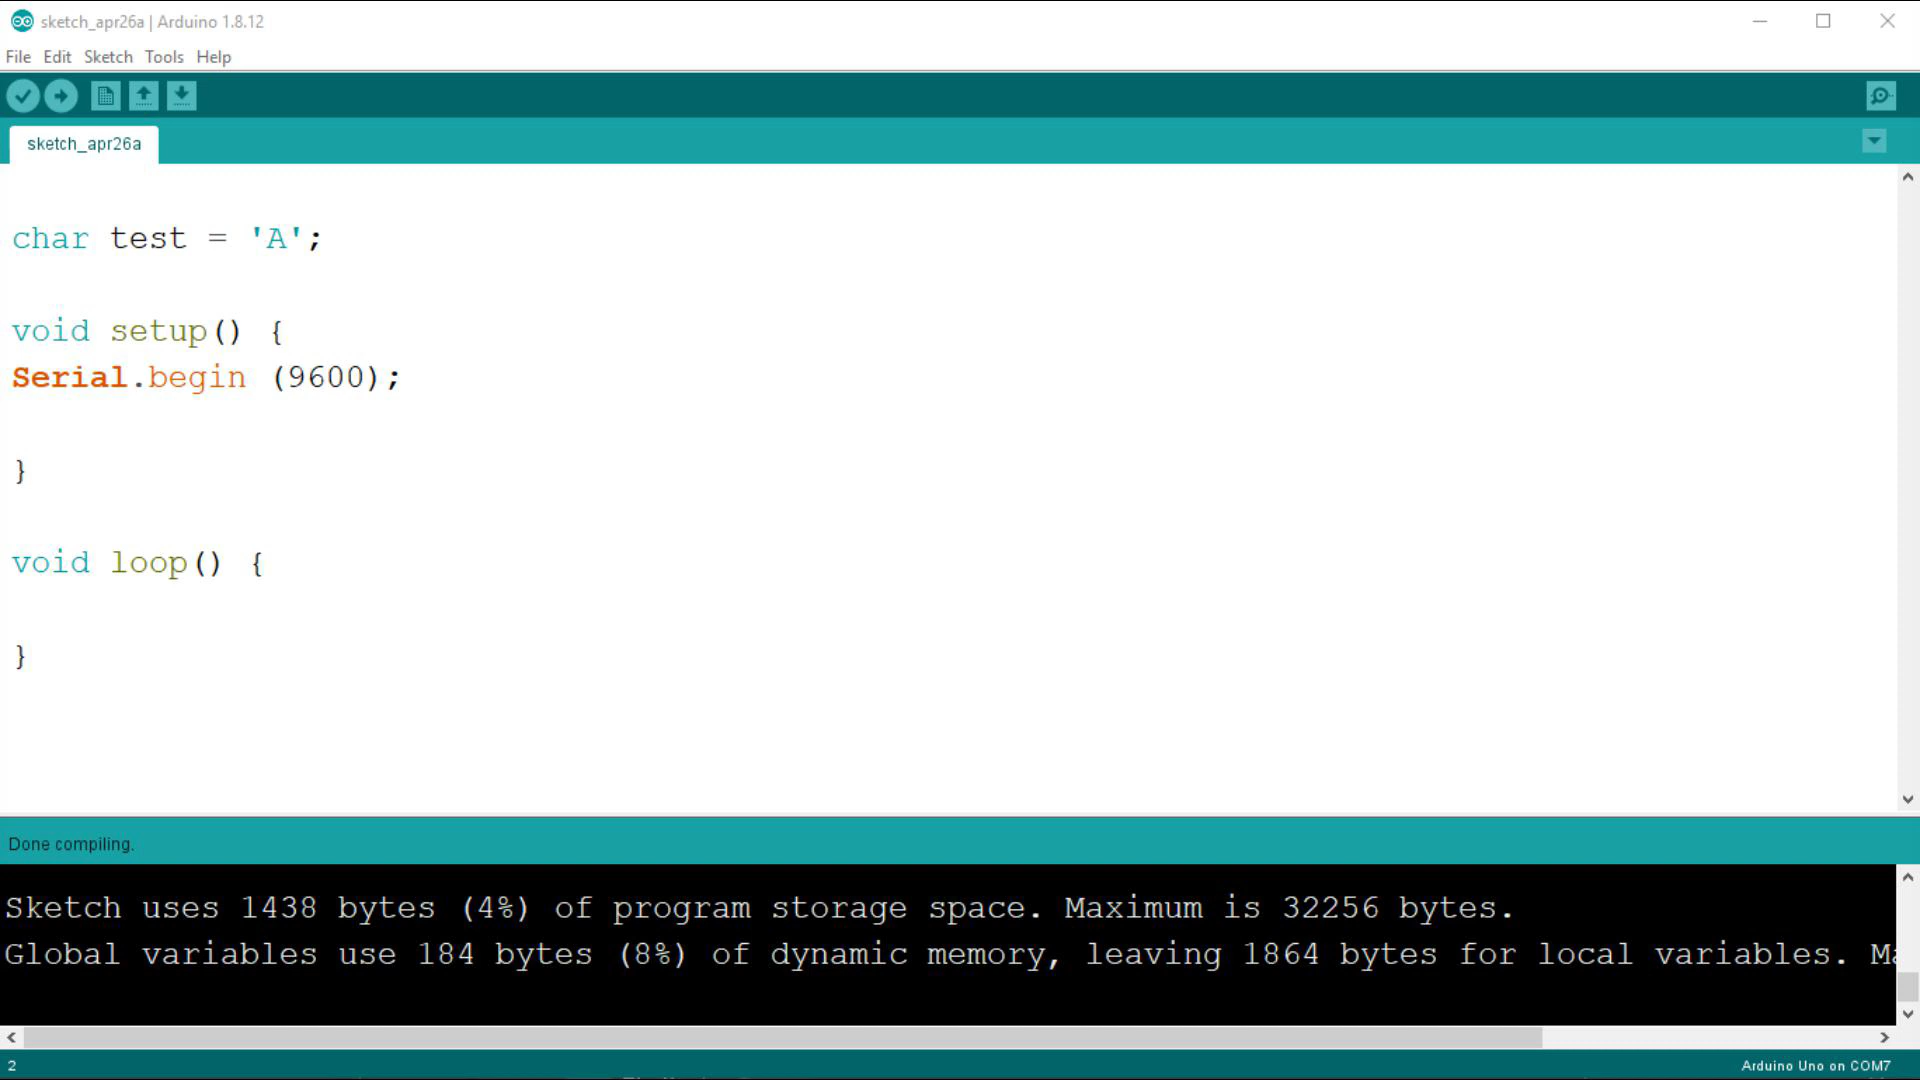 sketch_apr26a | Arduino 1.8.12
File Edit Sketch Tools Help
sketch_apr26a
char test = 'A';
void setup() {
Serial.begin (9600);
}
void loop() {
}
Done compiling.
Sketch uses 1438 bytes (4%) of program storage space. Maximum is 32256 bytes.
Global variables use 184 bytes (8%) of dynamic memory, leaving 1864 bytes for local variables.
2
Arduino Uno on COM7